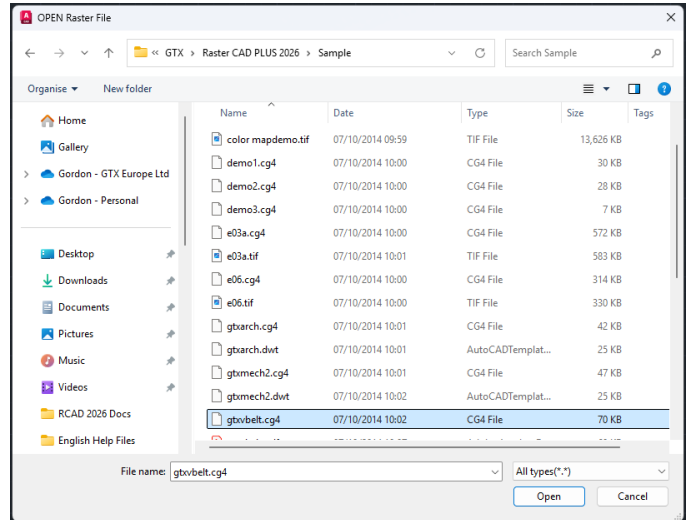 OPEN Raster File
« GTX > Raster CAD PLUS 2026 > Sample
Search Sample
Organise
New folder
Home
Gallery
Gordon - GTX Europe Ltd
Gordon - Personal
Desktop
Downloads
Documents
Pictures
Music
Videos
RCAD 2026 Docs
English Help Files
Name Date Type Size Tags
color mapdemo.tif 07/10/2014 09:59 TIF File 13,626 KB
demo1.cg4 07/10/2014 10:00 CG4 File 30 KB
demo2.cg4 07/10/2014 10:00 CG4 File 28 KB
demo3.cg4 07/10/2014 10:00 CG4 File 7 KB
e03a.cg4 07/10/2014 10:00 CG4 File 572 KB
e03a.tif 07/10/2014 10:01 TIF File 583 KB
e06.cg4 07/10/2014 10:00 CG4 File 314 KB
e06.tif 07/10/2014 10:00 TIF File 330 KB
gtxarch.cg4 07/10/2014 10:01 CG4 File 42 KB
gtxarch.dwt 07/10/2014 10:01 AutoCADTemplat... 25 KB
gtxmech2.cg4 07/10/2014 10:01 CG4 File 47 KB
gtxmech2.dwt 07/10/2014 10:02 AutoCADTemplat... 25 KB
gtxvbelt.cg4 07/10/2014 10:02 CG4 File 70 KB
File name: gtxvbelt.cg4
All types(*.*)
Open
Cancel